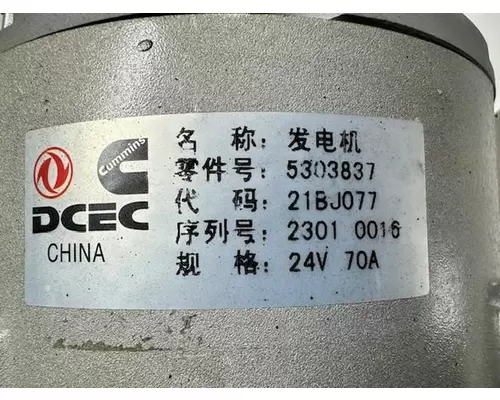 Cummins
DCEC
CHINA
名 称: 发电机
零件号: 5303837
代 码: 21BJ077
序列号: 2301 0016
规 格: 24V 70A